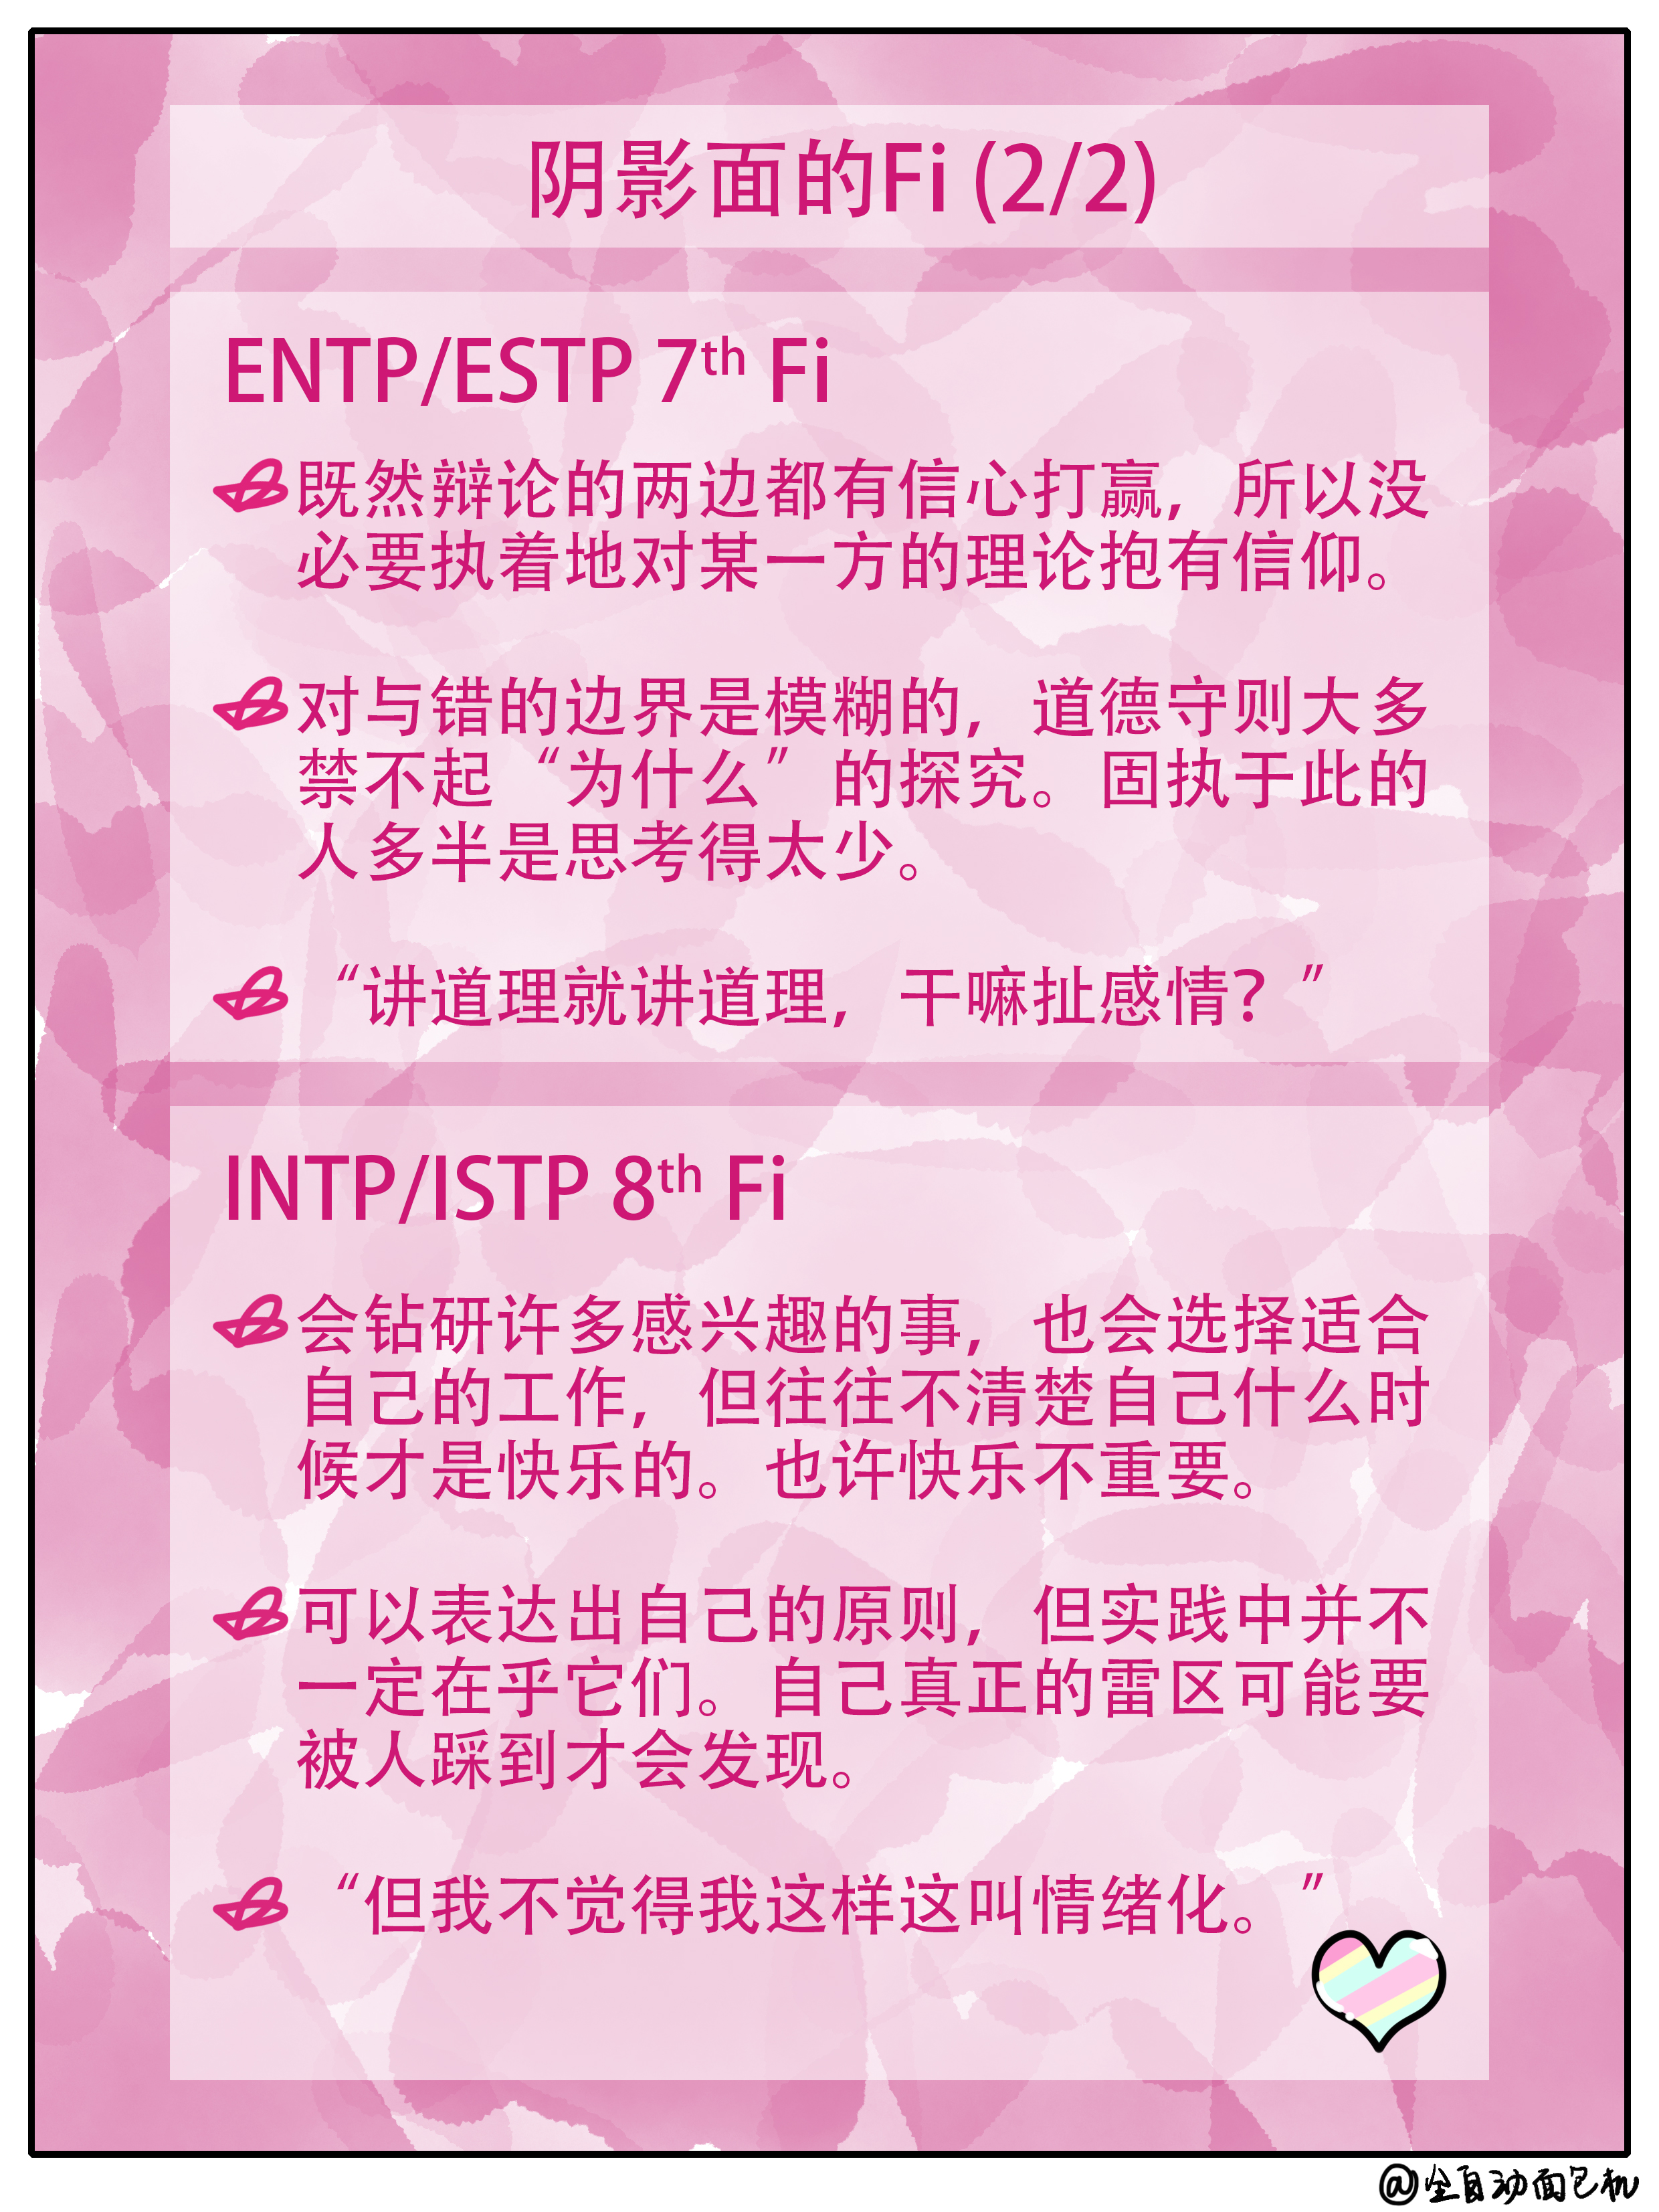 阴影面的Fi (2/2)
ENTP/ESTP 7th Fi
既然辩论的两边都有信心打赢，所以没
必要执着地对某一方的理论抱有信仰。
对与错的边界是模糊的，道德守则大多
禁不起“为什么”的探究。固执于此的
人多半是思考得太少。
“讲道理就讲道理，干嘛扯感情？”
INTP/ISTP 8th Fi
会钻研许多感兴趣的事，也会选择适合
自己的工作，但往往不清楚自己什么时
候才是快乐的。也许快乐不重要。
可以表达出自己的原则，但实践中并不
一定在乎它们。自己真正的雷区可能要
被人踩到才会发现。
“但我不觉得我这样这叫情绪化。”
@全自动面包机